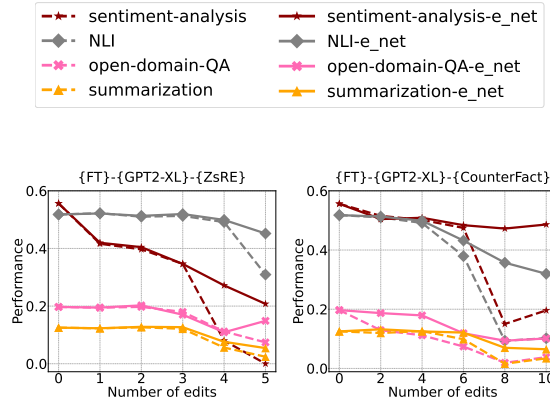 sentiment-analysis
NLI
open-domain-QA
summarization
sentiment-analysis-e_net
NLI-e_net
open-domain-QA-e_net
summarization-e_net
{FT}-{GPT2-XL}-{ZsRE}
0.6
0.4
0.2
0.0
Performance
0 1 2 3 4 5
Number of edits
{FT}-{GPT2-XL}-{CounterFact}
0.6
0.4
0.2
0.0
Performance
0 2 4 6 8 10
Number of edits